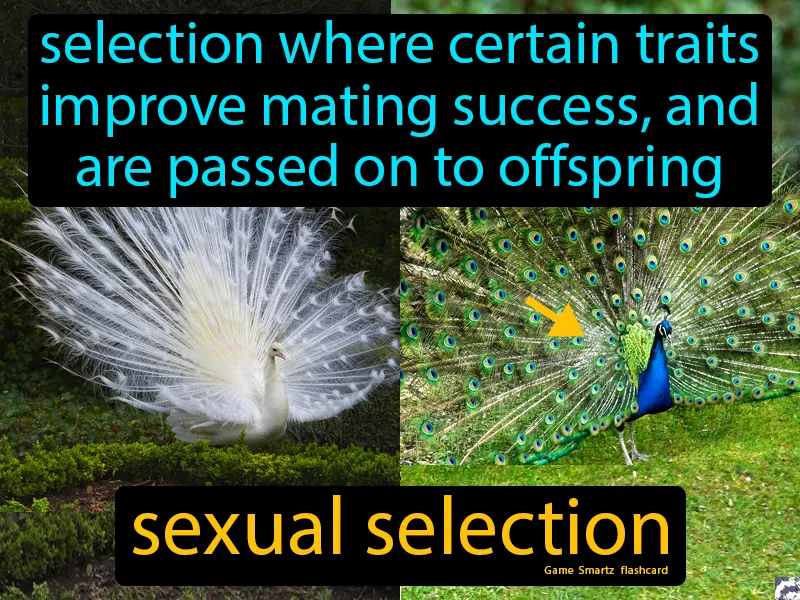 selection where certain traits
improve mating success, and
are passed on to offspring
sexual selection
Game Smartz flashcard